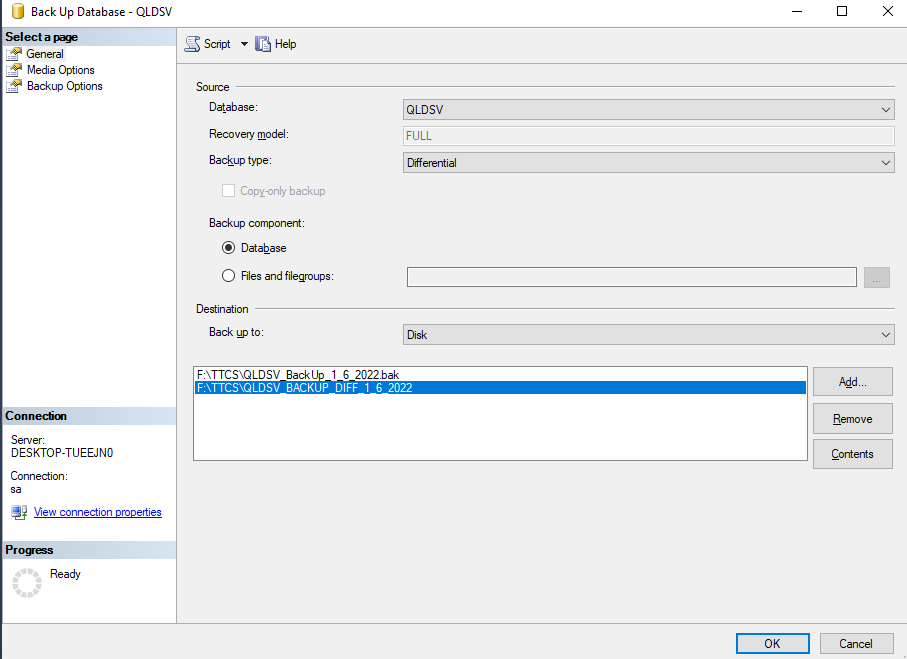 Back Up Database - QLDSV
Select a page
General
Media Options
Backup Options
Script
Help
Source
Database:
QLDSV
Recovery model:
FULL
Backup type:
Differential
Copy-only backup
Backup component:
Database
Files and filegroups:
...
Destination
Back up to:
Disk
F:\TTCS\QLDSV_BackUp_1_6_2022.bak
F:\TTCS\QLDSV_BACKUP_DIFF_1_6_2022
Add...
Remove
Contents
Connection
Server:
DESKTOP-TUEEJN0
Connection:
sa
View connection properties
Progress
Ready
OK
Cancel